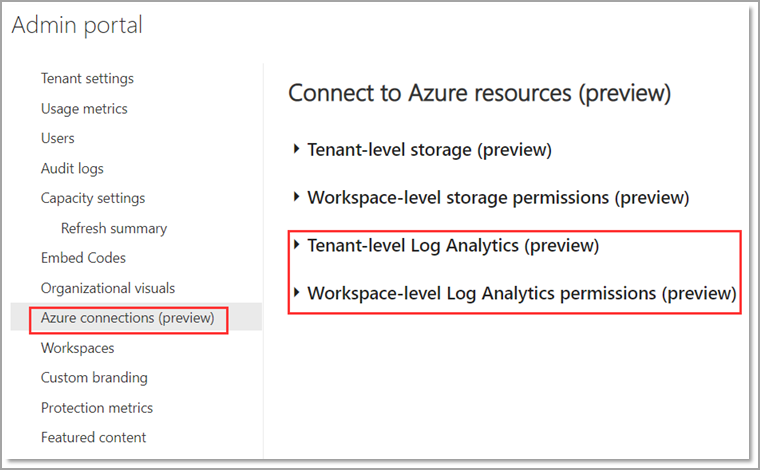 Admin portal
Tenant settings
Usage metrics
Users
Audit logs
Capacity settings
Refresh summary
Embed Codes
Organizational visuals
Azure connections (preview)
Workspaces
Custom branding
Protection metrics
Featured content
Connect to Azure resources (preview)
Tenant-level storage (preview)
Workspace-level storage permissions (preview)
Tenant-level Log Analytics (preview)
Workspace-level Log Analytics permissions (preview)